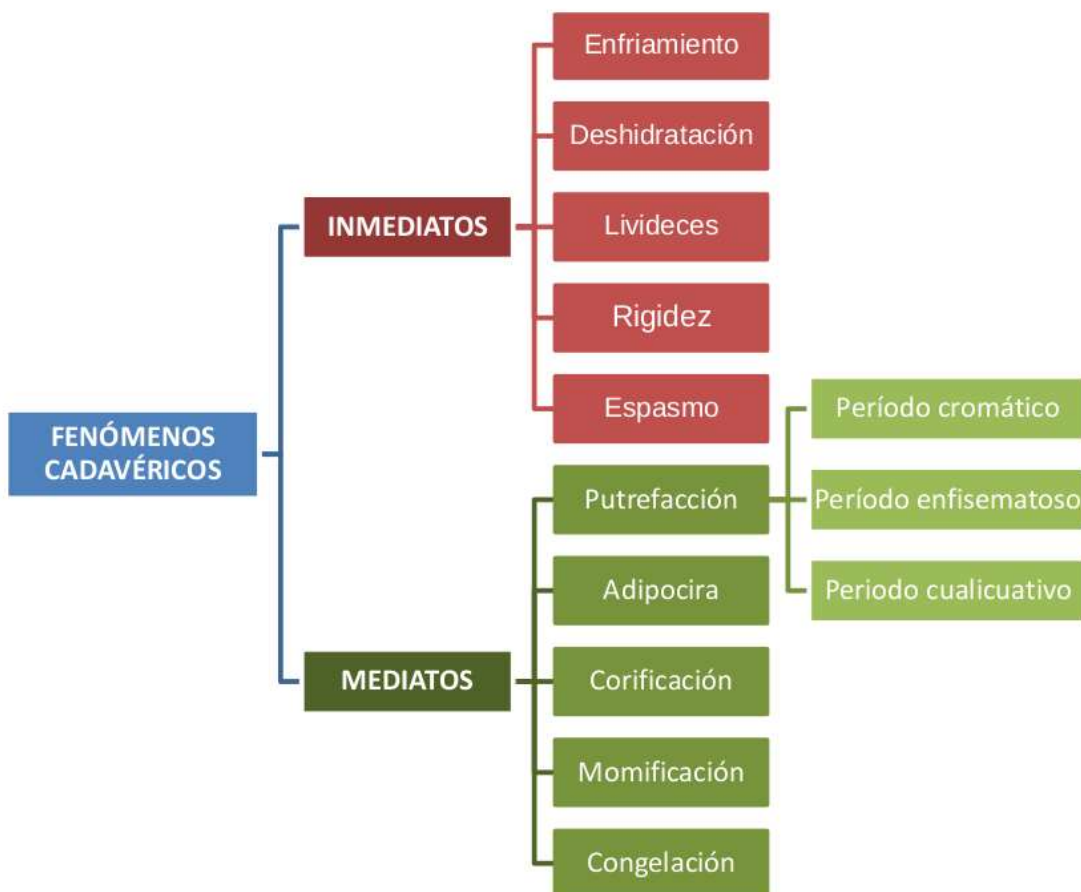 FENÓMENOS
CADAVÉRICOS
INMEDIATOS
Enfriamiento
Deshidratación
Livideces
Rigidez
Espasmo
MEDIATOS
Putrefacción
Período cromático
Período enfisematoso
Periodo cualicuativo
Adipocira
Corificación
Momificación
Congelación